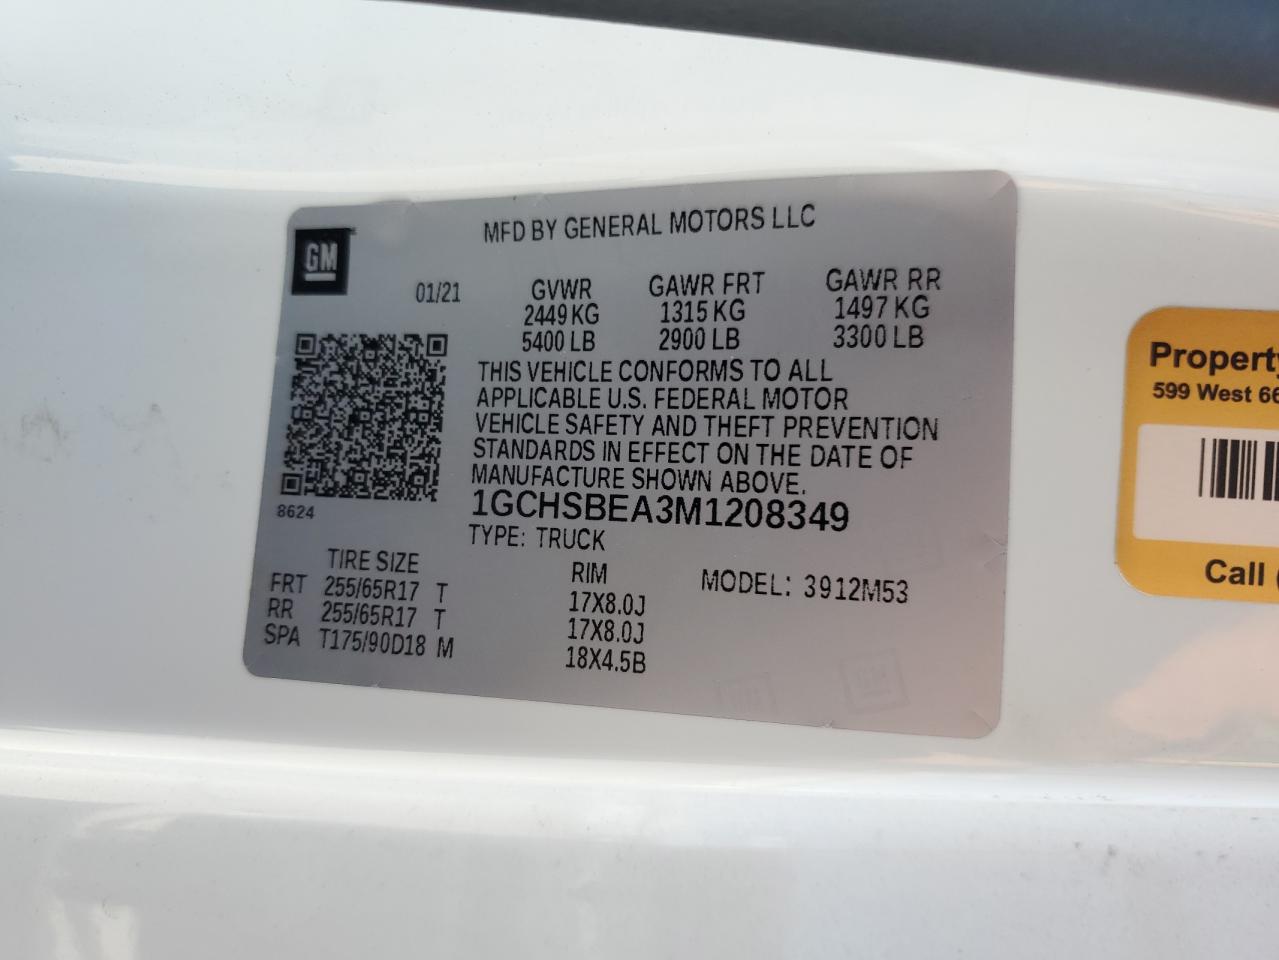 GM
MFD BY GENERAL MOTORS LLC
01/21
GVWR GAWR FRT GAWR RR
2449 KG 1315 KG 1497 KG
5400 LB 2900 LB 3300 LB
THIS VEHICLE CONFORMS TO ALL
APPLICABLE U.S. FEDERAL MOTOR
VEHICLE SAFETY AND THEFT PREVENTION
STANDARDS IN EFFECT ON THE DATE OF
MANUFACTURE SHOWN ABOVE.
8624
1GCHSBEA3M1208349
TYPE: TRUCK
TIRE SIZE RIM MODEL: 3912M53
FRT 255/65R17 T 17X8.0J
RR 255/65R17 T 17X8.0J
SPA T175/90D18 M 18X4.5B
Property
599 West 66
Call (